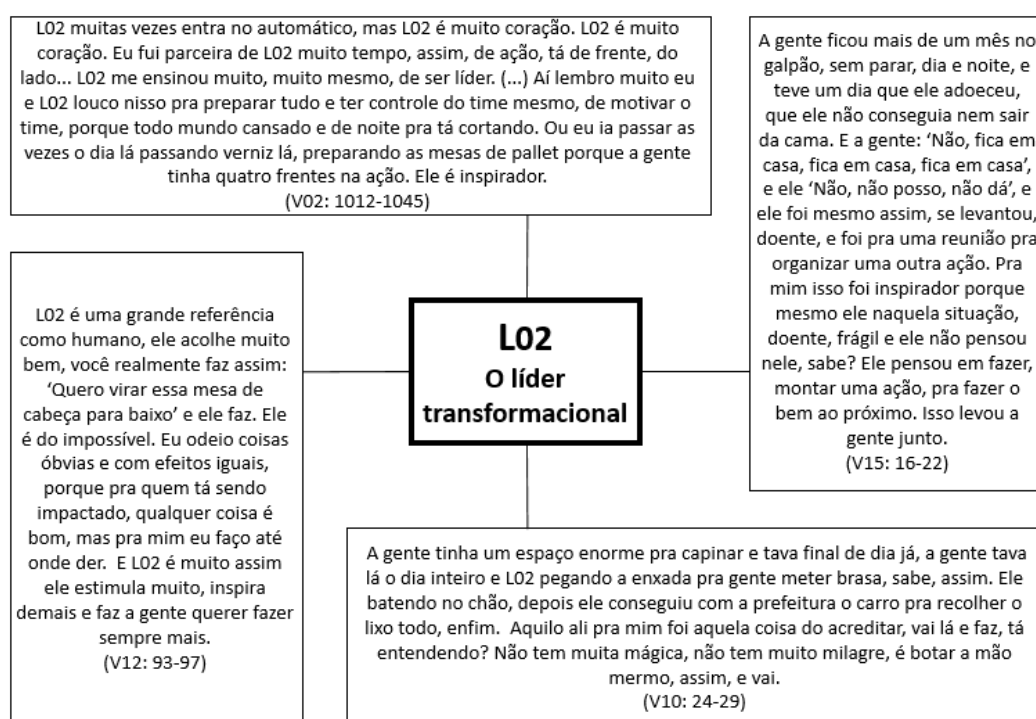 L02 muitas vezes entra no automático, mas L02 é muito coração. L02 é muito
coração. Eu fui parceira de L02 muito tempo, assim, de ação, tá de frente, do
lado... L02 me ensinou muito, muito mesmo, de ser líder. (...) Aí lembro muito eu
e L02 louco nisso pra preparar tudo e ter controle do time mesmo, de motivar o
time, porque todo mundo cansado e de noite pra tá cortando. Ou eu ia passar as
vezes o dia lá passando verniz lá, preparando as mesas de pallet porque a gente
tinha quatro frentes na ação. Ele é inspirador.
(V02: 1012-1045)
A gente ficou mais de um mês no
galpão, sem parar, dia e noite, e
teve um dia que ele adoeceu,
que ele não conseguia nem sair
da cama. E a gente: ‘Não, fica em
casa, fica em casa, fica em casa’,
e ele ‘Não, não posso, não dá’, e
ele foi mesmo assim, se levantou,
doente, e foi pra uma reunião pra
organizar uma outra ação. Pra
mim isso foi inspirador porque
mesmo ele naquela situação,
doente, frágil e ele não pensou
nele, sabe? Ele pensou em fazer,
montar uma ação, pra fazer o
bem ao próximo. Isso levou a
gente junto.
(V15: 16-22)
L02 é uma grande referência
como humano, ele acolhe muito
bem, você realmente faz assim:
‘Quero virar essa mesa de
cabeça para baixo’ e ele faz. Ele
é do impossível. Eu odeio coisas
óbvias e com efeitos iguais,
porque pra quem tá sendo
impactado, qualquer coisa é
bom, mas pra mim eu faço até
onde der. E L02 é muito assim
ele estimula muito, inspira
demais e faz a gente querer fazer
sempre mais.
(V12: 93-97)
L02
O líder
transformacional
A gente tinha um espaço enorme pra capinar e tava final de dia já, a gente tava
lá o dia inteiro e L02 pegando a enxada pra gente meter brasa, sabe, assim. Ele
batendo no chão, depois ele conseguiu com a prefeitura o carro pra recolher o
lixo todo, enfim. Aquilo ali pra mim foi aquela coisa do acreditar, vai lá e faz, tá
entendendo? Não tem muita mágica, não tem muito milagre, é botar a mão
mermo, assim, e vai.
(V10: 24-29)